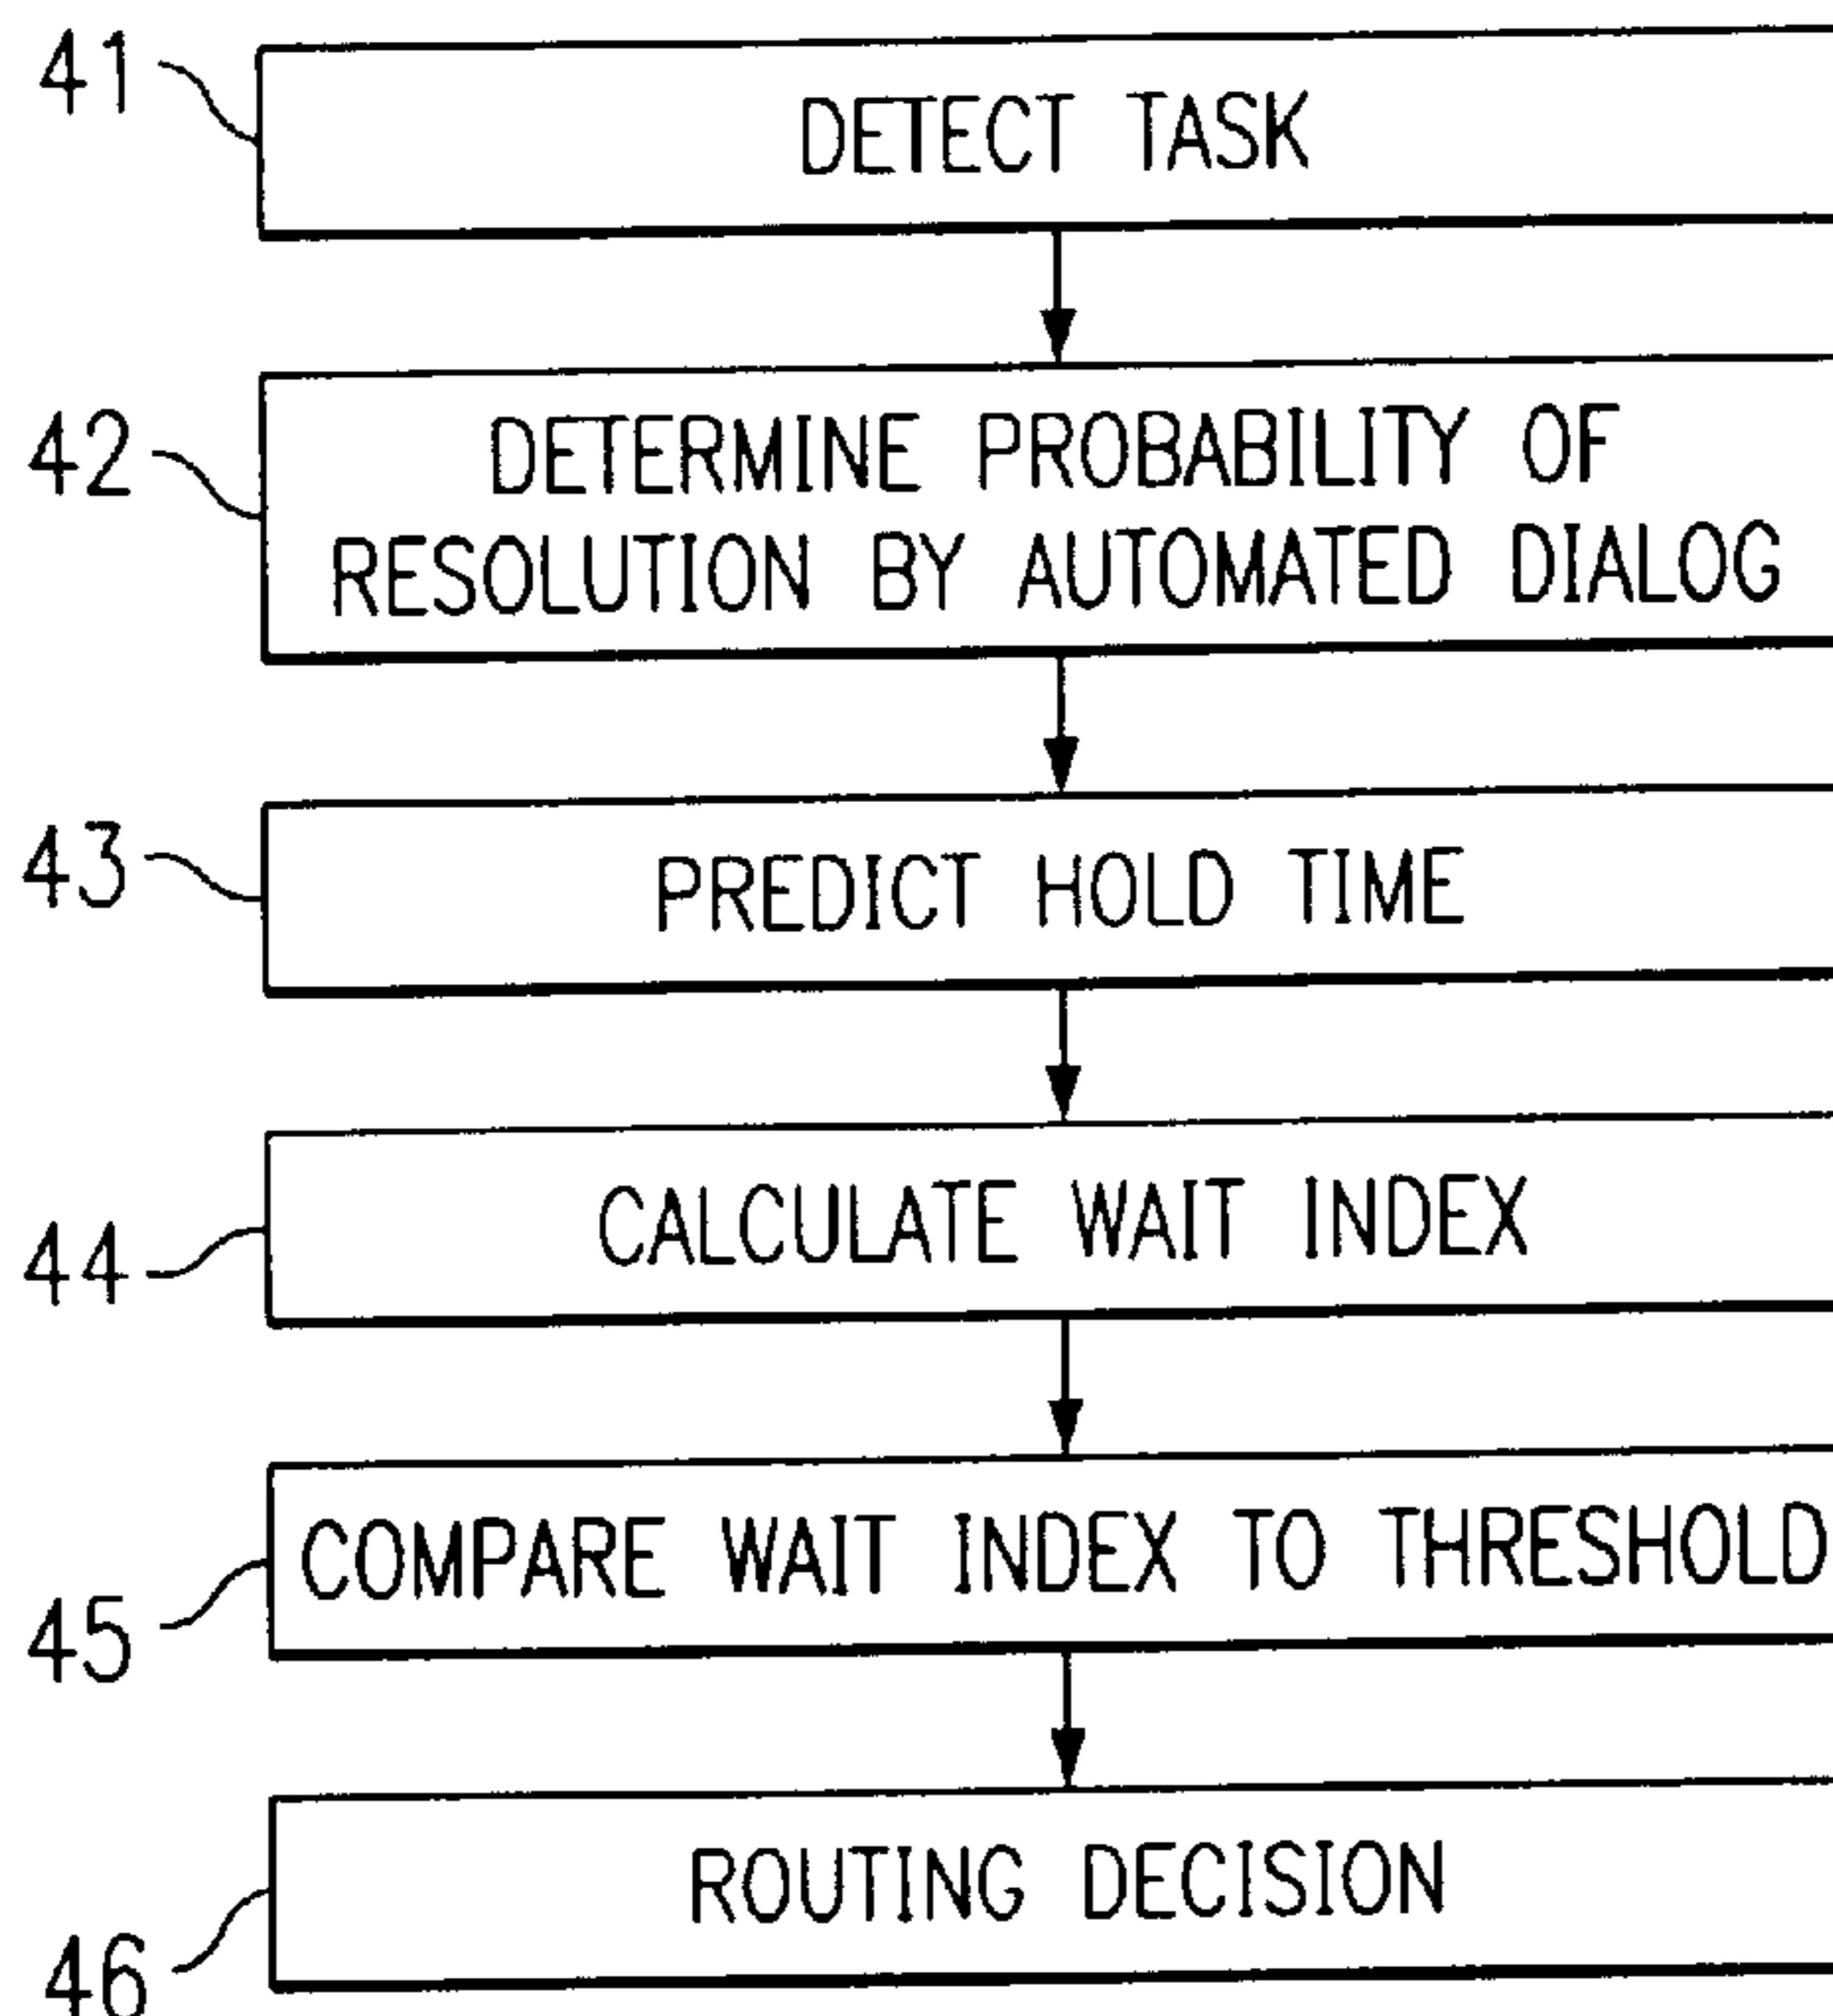 41
DETECT TASK
42
DETERMINE PROBABILITY OF
RESOLUTION BY AUTOMATED DIALOG
43
PREDICT HOLD TIME
44
CALCULATE WAIT INDEX
45
COMPARE WAIT INDEX TO THRESHOLD
46
ROUTING DECISION